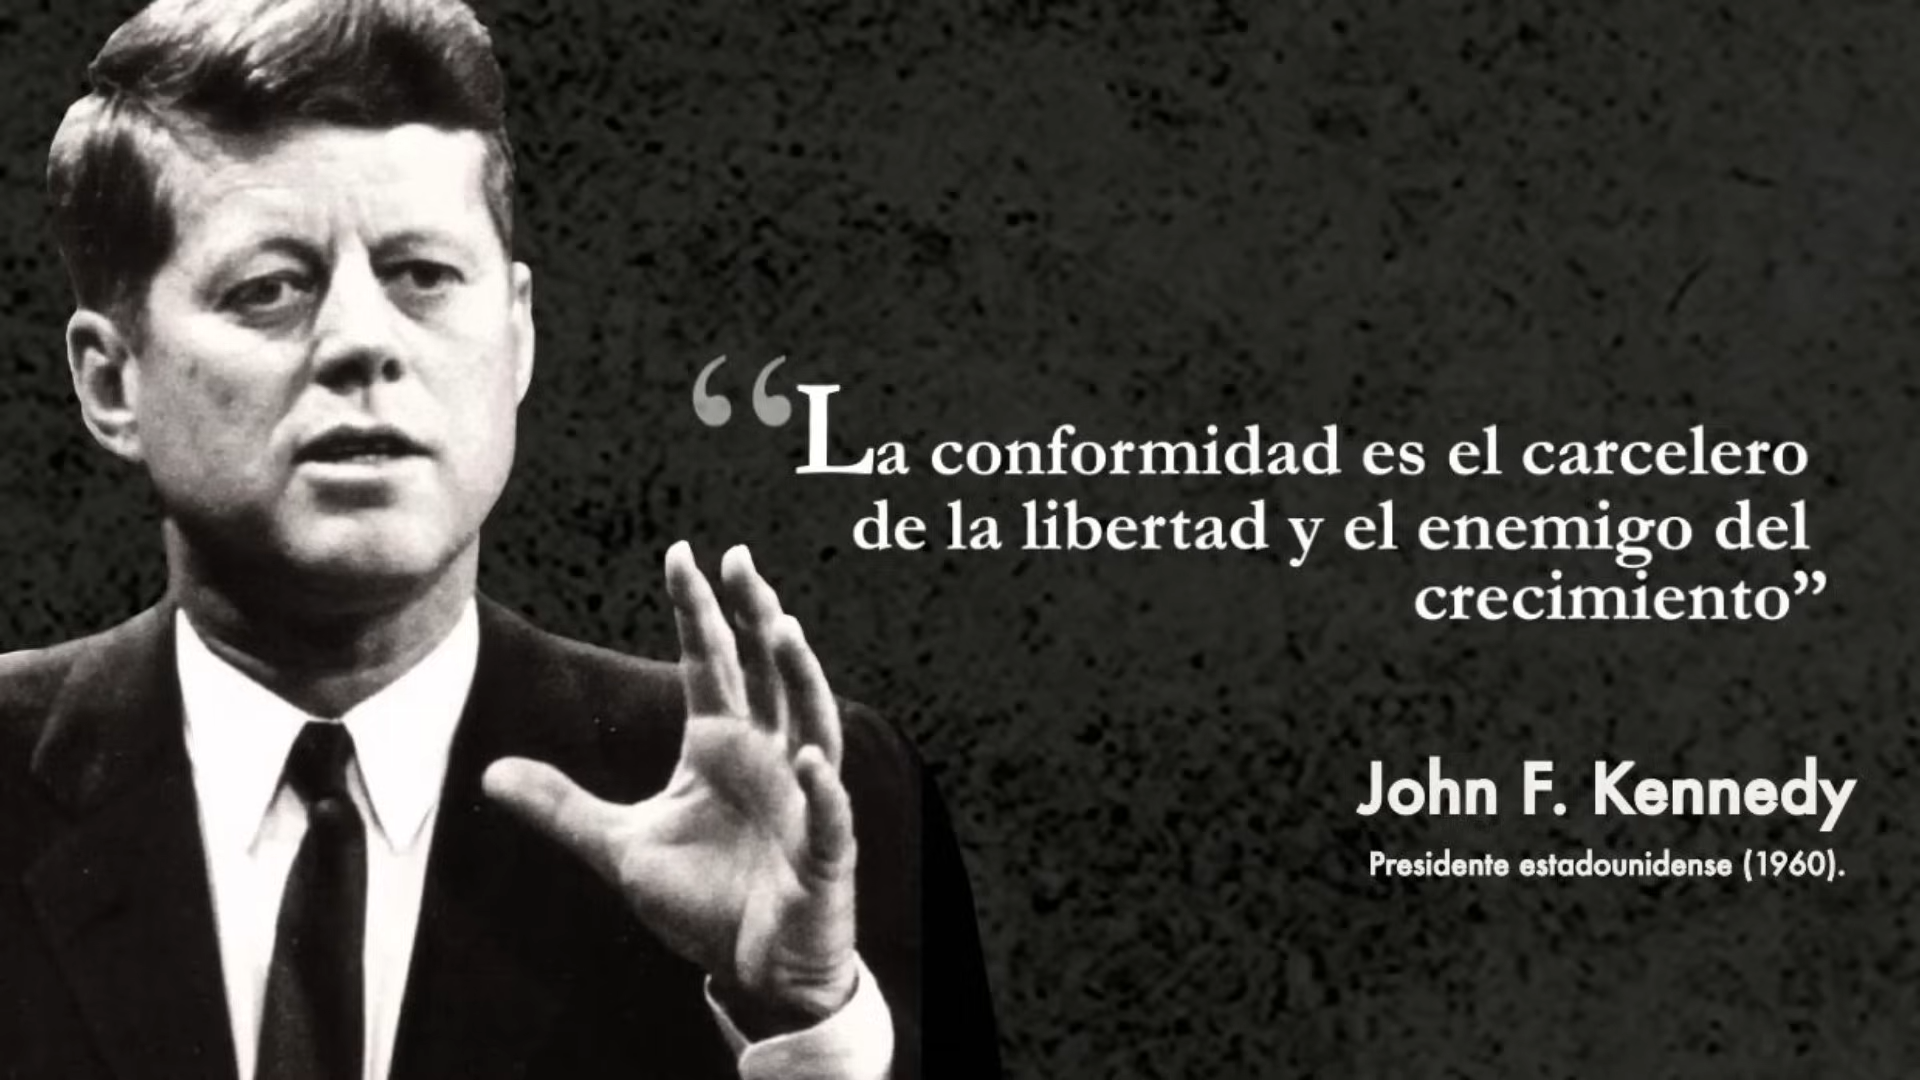 “La conformidad es el carcelero
de la libertad y el enemigo del
crecimiento”
John F. Kennedy
Presidente estadounidense (1960).